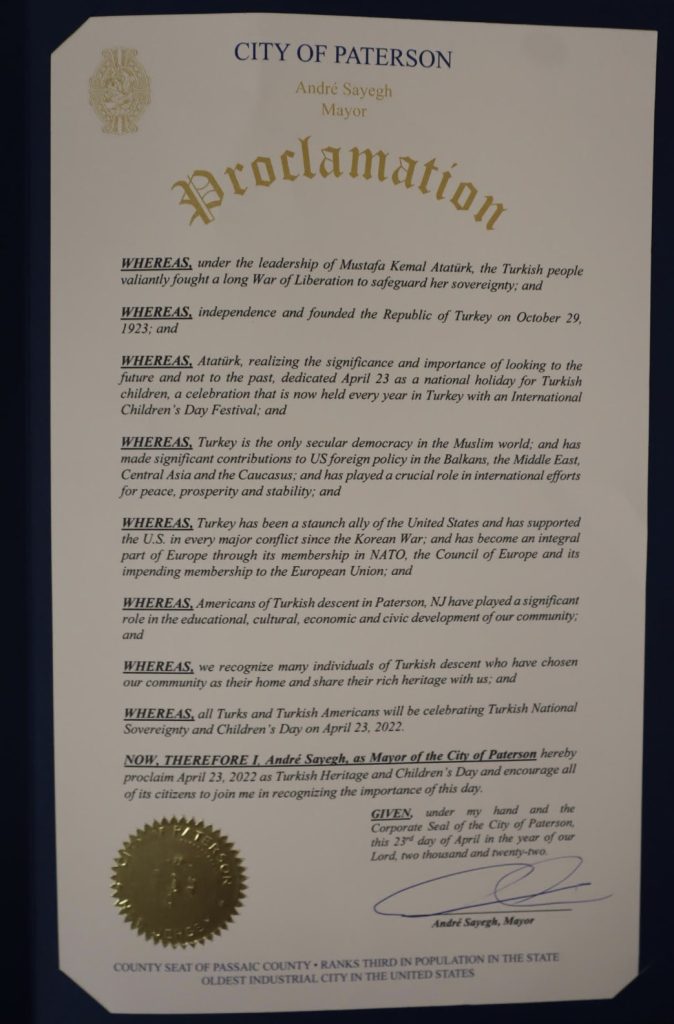 CITY OF PATERSON
André Sayegh
Mayor
Proclamation
WHEREAS, under the leadership of Mustafa Kemal Atatürk, the Turkish people
valiantly fought a long War of Liberation to safeguard her sovereignty; and
WHEREAS, independence and founded the Republic of Turkey on October 29,
1923; and
WHEREAS, Atatürk, realizing the significance and importance of looking to the
future and not to the past, dedicated April 23 as a national holiday for Turkish
children, a celebration that is now held every year in Turkey with an International
Children's Day Festival; and
WHEREAS, Turkey is the only secular democracy in the Muslim world; and has
made significant contributions to US foreign policy in the Balkans, the Middle East,
Central Asia and the Caucasus; and has played a crucial role in international efforts
for peace, prosperity and stability; and
WHEREAS, Turkey has been a staunch ally of the United States and has supported
the U.S. in every major conflict since the Korean War; and has become an integral
part of Europe through its membership in NATO, the Council of Europe and its
impending membership to the European Union; and
WHEREAS, Americans of Turkish descent in Paterson, NJ have played a significant
role in the educational, cultural, economic and civic development of our community;
and
WHEREAS, we recognize many individuals of Turkish descent who have chosen
our community as their home and share their rich heritage with us; and
WHEREAS, all Turks and Turkish Americans will be celebrating Turkish National
Sovereignty and Children's Day on April 23, 2022.
NOW, THEREFORE I, André Sayegh, as Mayor of the City of Paterson hereby
proclaim April 23, 2022 as Turkish Heritage and Children's Day and encourage all
of its citizens to join me in recognizing the importance of this day.
GIVEN, under my hand and the
Corporate Seal of the City of Paterson,
this 23rd day of April in the year of our
Lord, two thousand and twenty-two.
André Sayegh, Mayor
PATERSON
COUNTY SEAT OF PASSAIC COUNTY • RANKS THIRD IN POPULATION IN THE STATE
OLDEST INDUSTRIAL CITY IN THE UNITED STATES